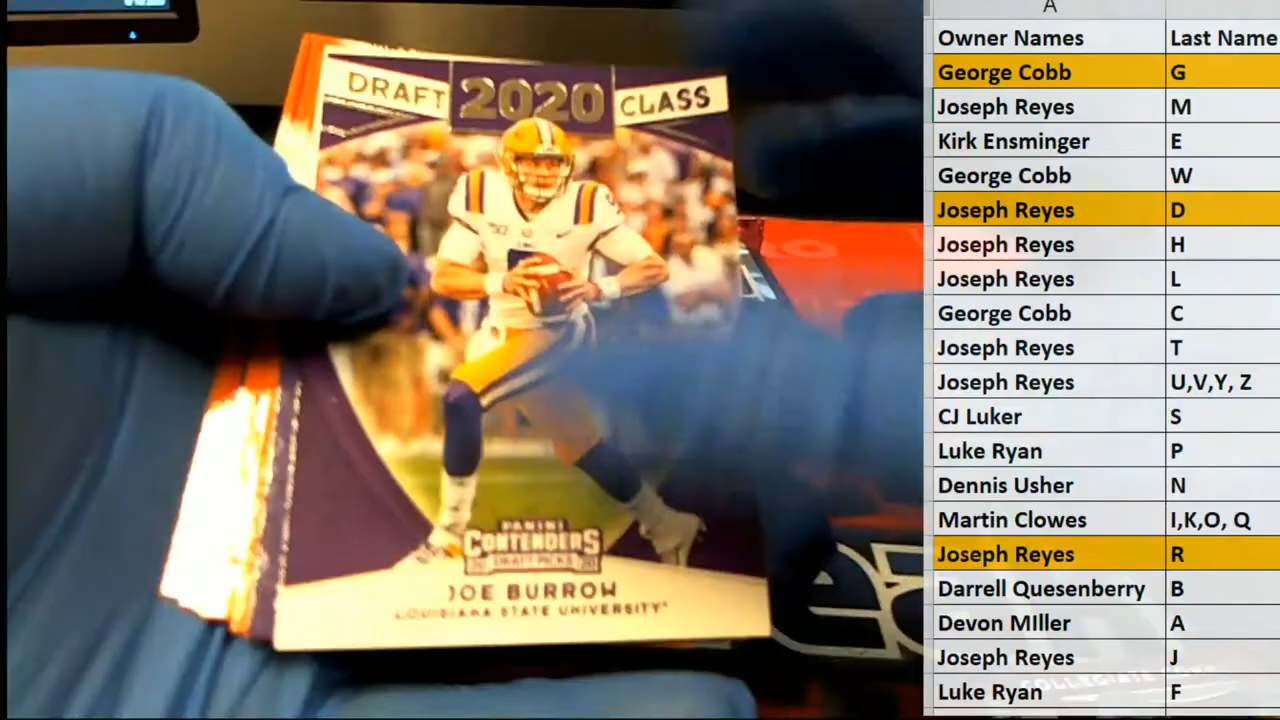 DRAFT 2020 CLASS
PANINI
CONTENDERS
DRAFT PICKS
JOE BURROW
LOUISIANA STATE UNIVERSITY
A
Owner Names Last Name
George Cobb G
Joseph Reyes M
Kirk Ensminger E
George Cobb W
Joseph Reyes D
Joseph Reyes H
Joseph Reyes L
George Cobb C
Joseph Reyes T
Joseph Reyes U,V,Y, Z
CJ Luker S
Luke Ryan P
Dennis Usher N
Martin Clowes I,K,O, Q
Joseph Reyes R
Darrell Quesenberry B
Devon MIller A
Joseph Reyes J
Luke Ryan F